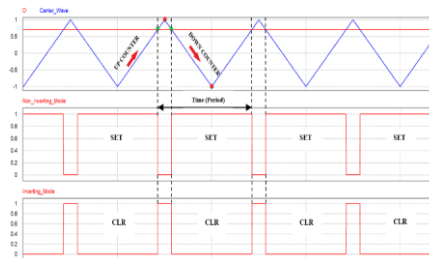 D Carrier_Wave
1
0.5
0
-0.5
-1
UP COUNTER
DOWN COUNTER
Time (Period)
Non_Inverting_Mode
1
0.8
0.6
0.4
0.2
0
SET SET SET SET
Inverting_Mode
1
0.8
0.6
0.4
0.2
0
CLR CLR CLR CLR